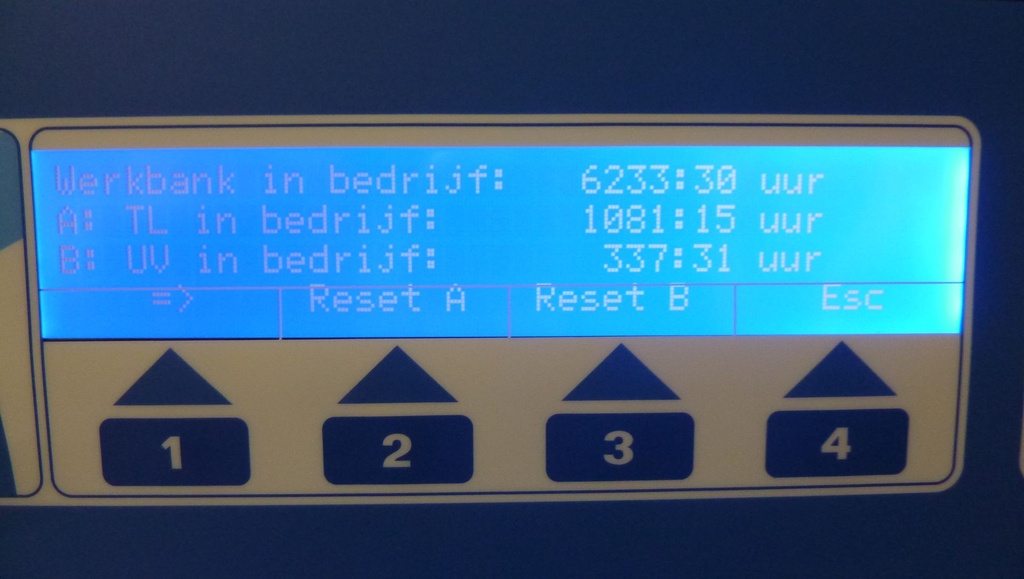 Werkbank in bedrijf: 6233:30 uur
A: TL in bedrijf: 1081:15 uur
B: UV in bedrijf: 337:31 uur
=> Reset A Reset B Esc
1 2 3 4